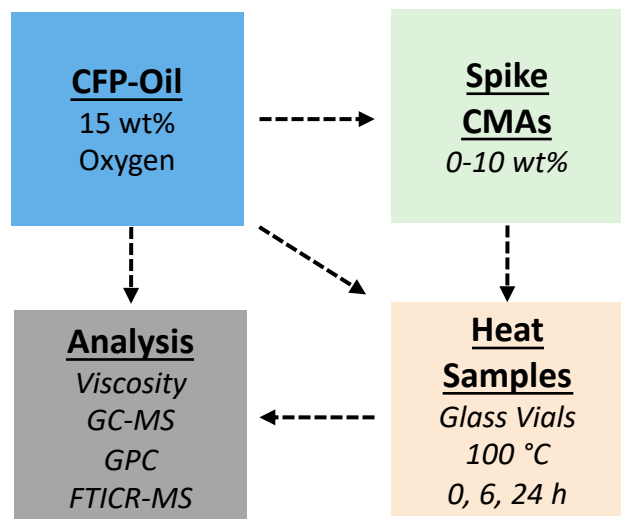 CFP-Oil
15 wt%
Oxygen
Spike
CMAs
0-10 wt%
Analysis
Viscosity
GC-MS
GPC
FTICR-MS
Heat
Samples
Glass Vials
100 °C
0, 6, 24 h